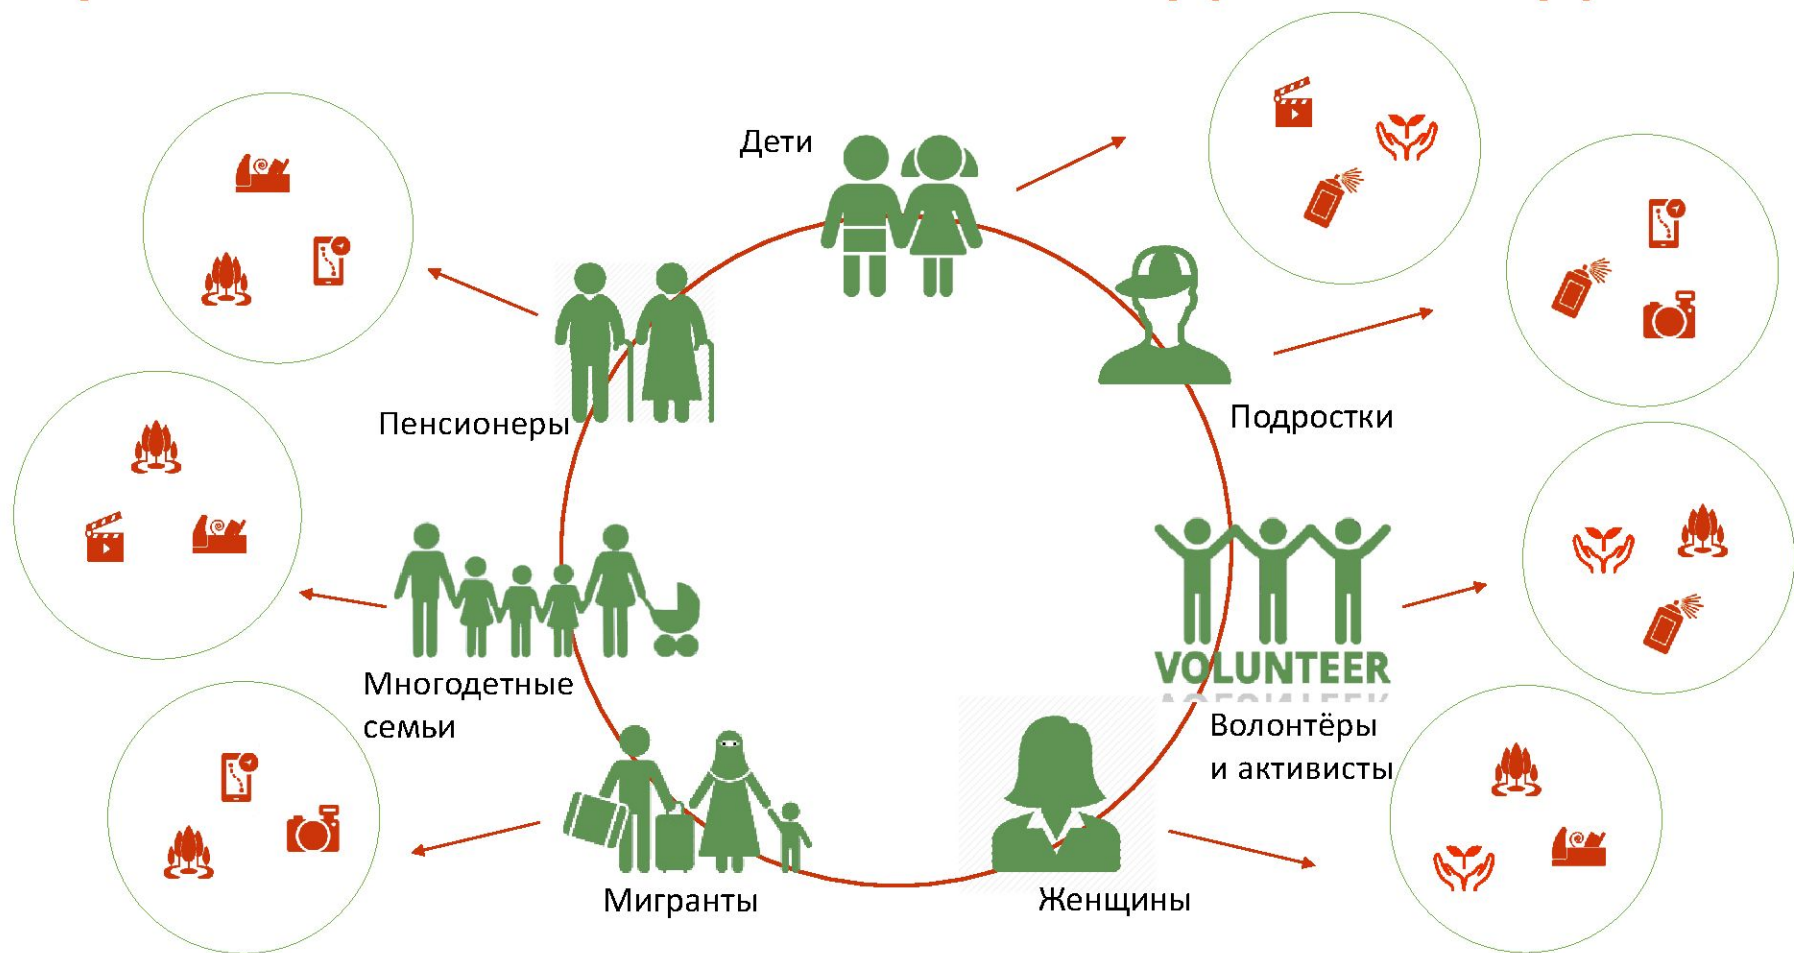 Дети
Пенсионеры
Подростки
VOLUNTEER
Многодетные
семьи
Волонтёры
и активисты
Мигранты
Женщины